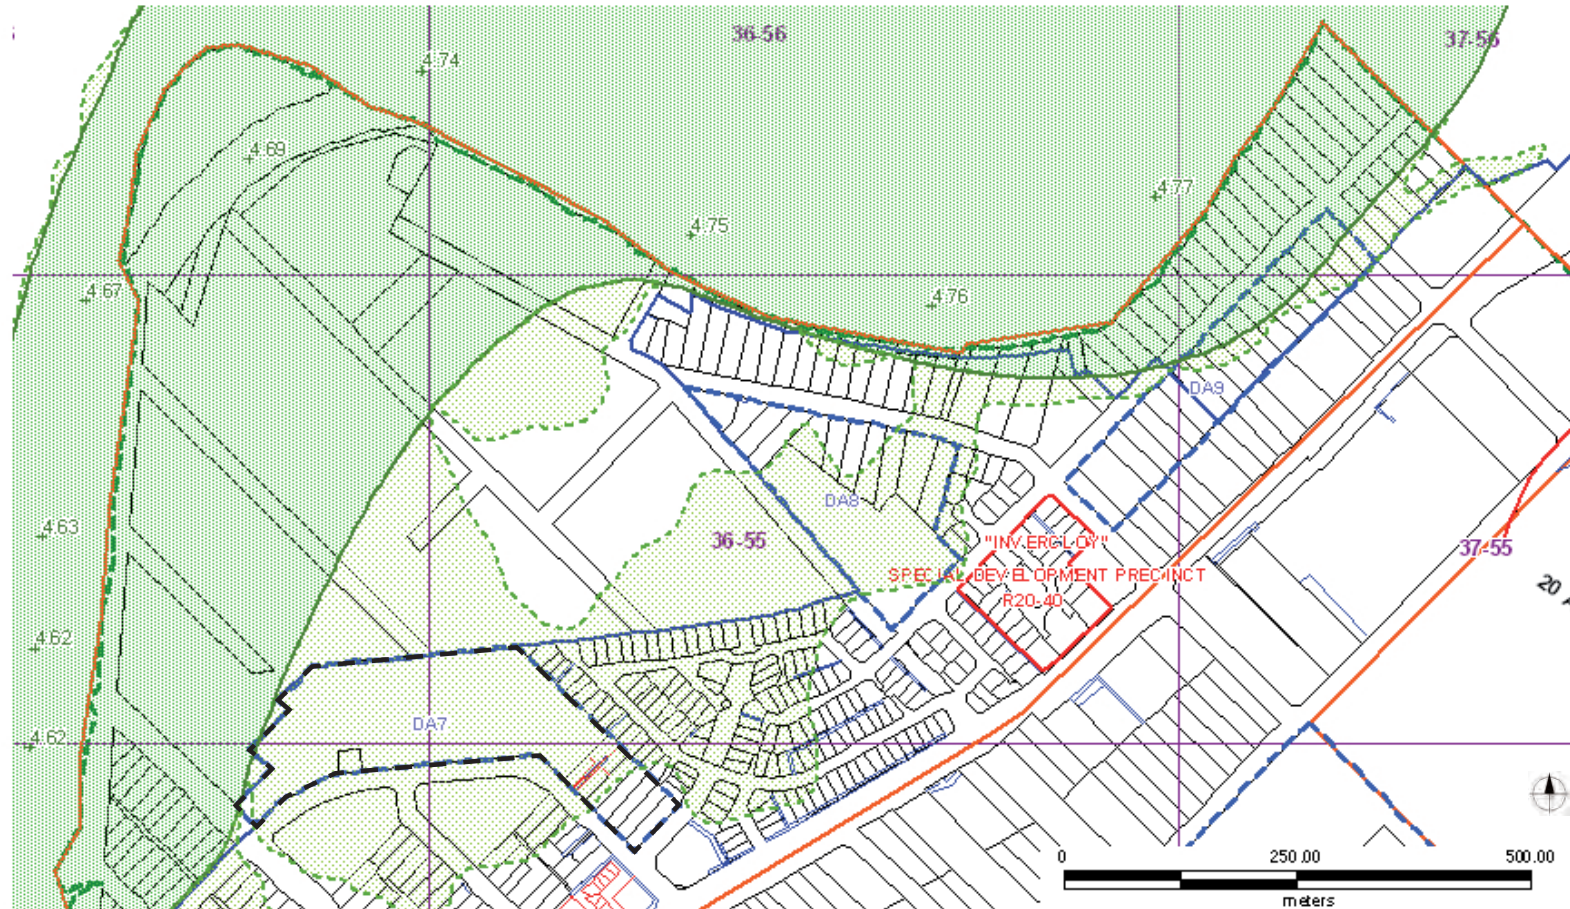 36-56
37-56
4.74
4.69
4.77
4.75
4.67
4.76
DA9
DA8
4.63
36-55
"INVERCLOY"
37-55
SPECIAL DEVELOPMENT PRECINCT
20
R20-40
4.62
DA7
4.62
0 250.00 500.00
meters